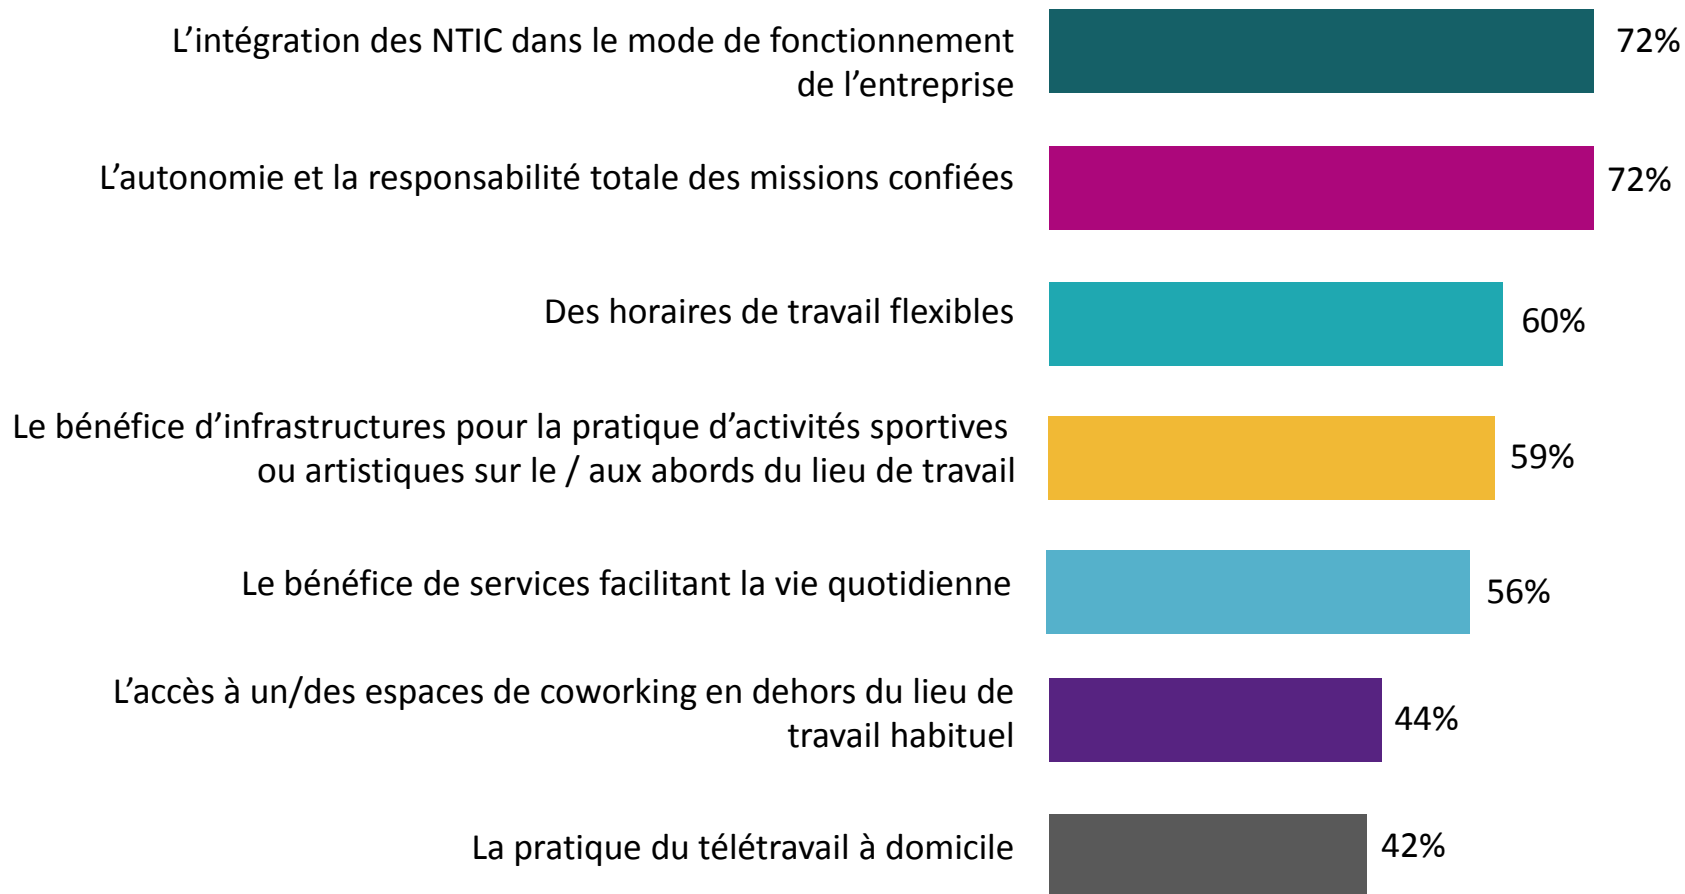 L’intégration des NTIC dans le mode de fonctionnement
de l’entreprise
72%
L’autonomie et la responsabilité totale des missions confiées
72%
Des horaires de travail flexibles
60%
Le bénéfice d’infrastructures pour la pratique d’activités sportives
ou artistiques sur le / aux abords du lieu de travail
59%
Le bénéfice de services facilitant la vie quotidienne
56%
L’accès à un/des espaces de coworking en dehors du lieu de
travail habituel
44%
La pratique du télétravail à domicile
42%